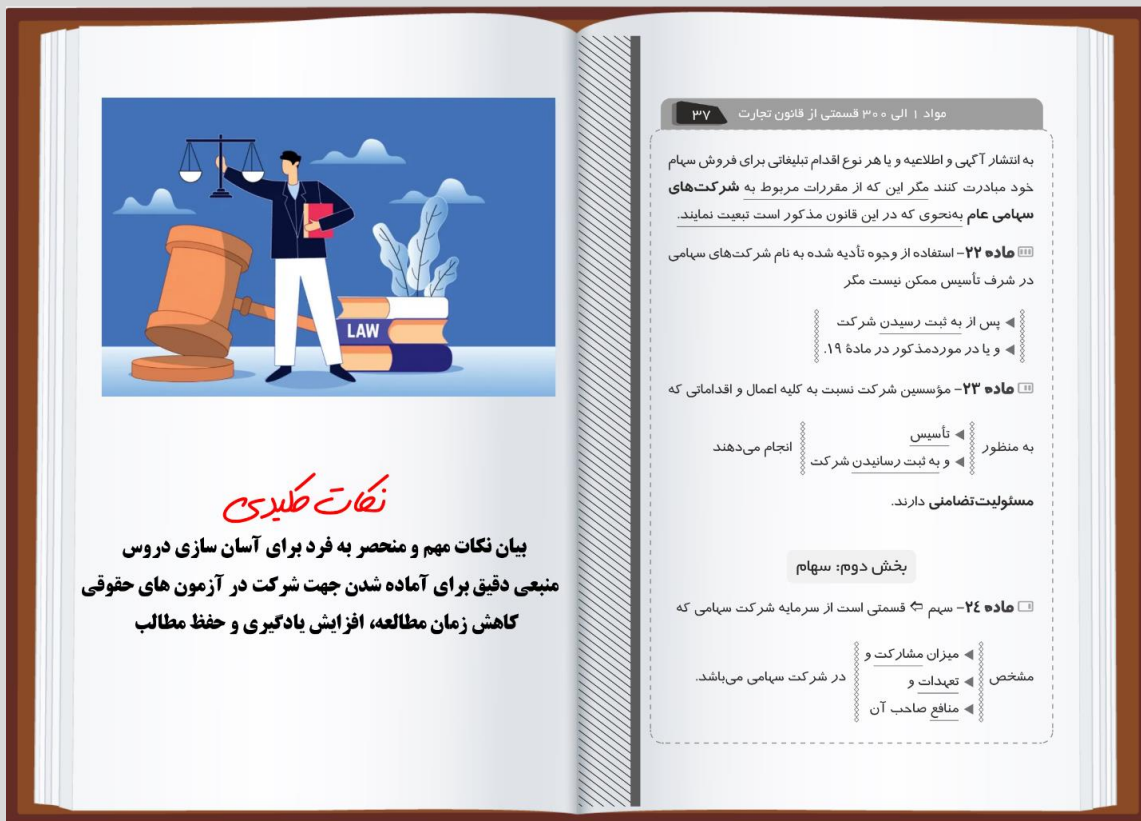 مواد ۱ الی ۳۰۰ قسمتی از قانون تجارت ۳۷
به انتشار آگهی و اطلاعیه و یا هر نوع اقدام تبلیغاتی برای فروش سهام
خود مبادرت کنند مگر این که از مقررات مربوط به شرکت‌های
سهامی عام به‌نحوی که در این قانون مذکور است تبعیت نمایند.
ماده ۲۲- استفاده از وجوه تأدیه شده به نام شرکت‌های سهامی
در شرف تأسیس ممکن نیست مگر
◀ پس از به ثبت رسیدن شرکت
◀ و یا در موردمذکور در مادهٔ ۱۹.
ماده ۲۳- مؤسسین شرکت نسبت به کلیه اعمال و اقداماتی که
به منظور
◀ تأسیس
◀ و به ثبت رسانیدن شرکت
انجام می‌دهند
مسئولیت‌تضامنی دارند.
بخش دوم: سهام
ماده ۲۴- سهم ⇦ قسمتی است از سرمایه شرکت سهامی که
مشخص
◀ میزان مشارکت و
◀ تعهدات و
◀ منافع صاحب آن
در شرکت سهامی می‌باشد.
LAW
نکات کلیدی
بیان نکات مهم و منحصر به فرد برای آسان سازی دروس
منبعی دقیق برای آماده شدن جهت شرکت در آزمون های حقوقی
کاهش زمان مطالعه، افزایش یادگیری و حفظ مطالب